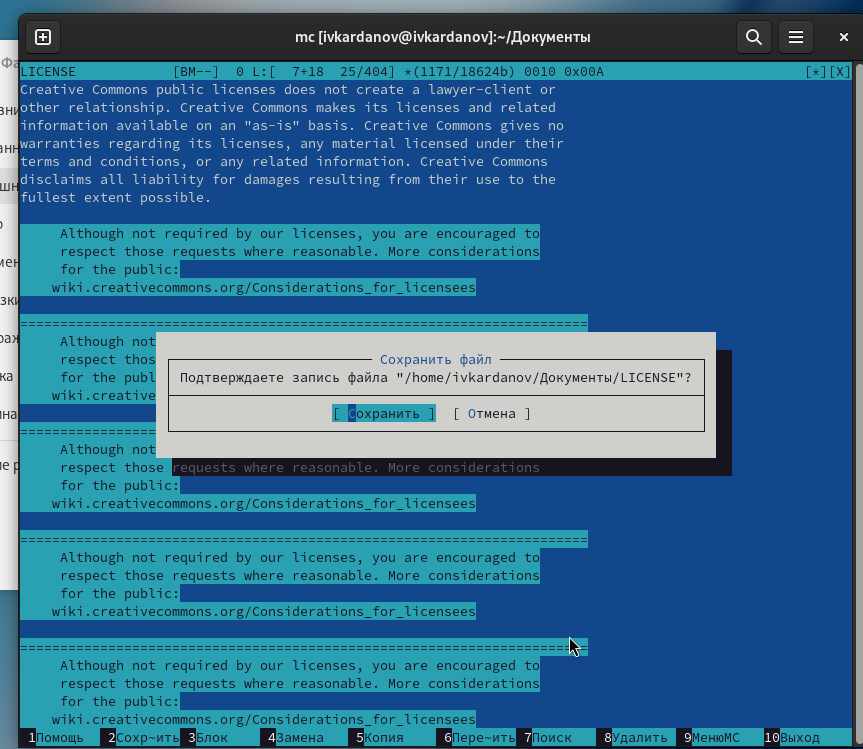 mc [ivkardanov@ivkardanov]:~/Документы
LICENSE [BM--] 0 L:[ 7+18 25/404] *(1171/18624b) 0010 0x00A [*][X]
Creative Commons public licenses does not create a lawyer-client or
other relationship. Creative Commons makes its licenses and related
information available on an "as-is" basis. Creative Commons gives no
warranties regarding its licenses, any material licensed under their
terms and conditions, or any related information. Creative Commons
disclaims all liability for damages resulting from their use to the
fullest extent possible.
Although not required by our licenses, you are encouraged to
respect those requests where reasonable. More considerations
for the public:
wiki.creativecommons.org/Considerations_for_licensees
=======================================================================
Although not
respect thos
for the publ
wiki.creative
Сохранить файл
Подтверждаете запись файла "/home/ivkardanov/Документы/LICENSE"?
[ Сохранить ] [ Отмена ]
Although not
respect those requests where reasonable. More considerations
for the public:
wiki.creativecommons.org/Considerations_for_licensees
=======================================================================
Although not required by our licenses, you are encouraged to
respect those requests where reasonable. More considerations
for the public:
wiki.creativecommons.org/Considerations_for_licensees
=======================================================================
Although not required by our licenses, you are encouraged to
respect those requests where reasonable. More considerations
for the public:
wiki.creativecommons.org/Considerations_for_licensees
1Помощь 2Сохр~ить 3Блок 4Замена 5Копия 6Пере~ить 7Поиск 8Удалить 9МенюMC 10Выход